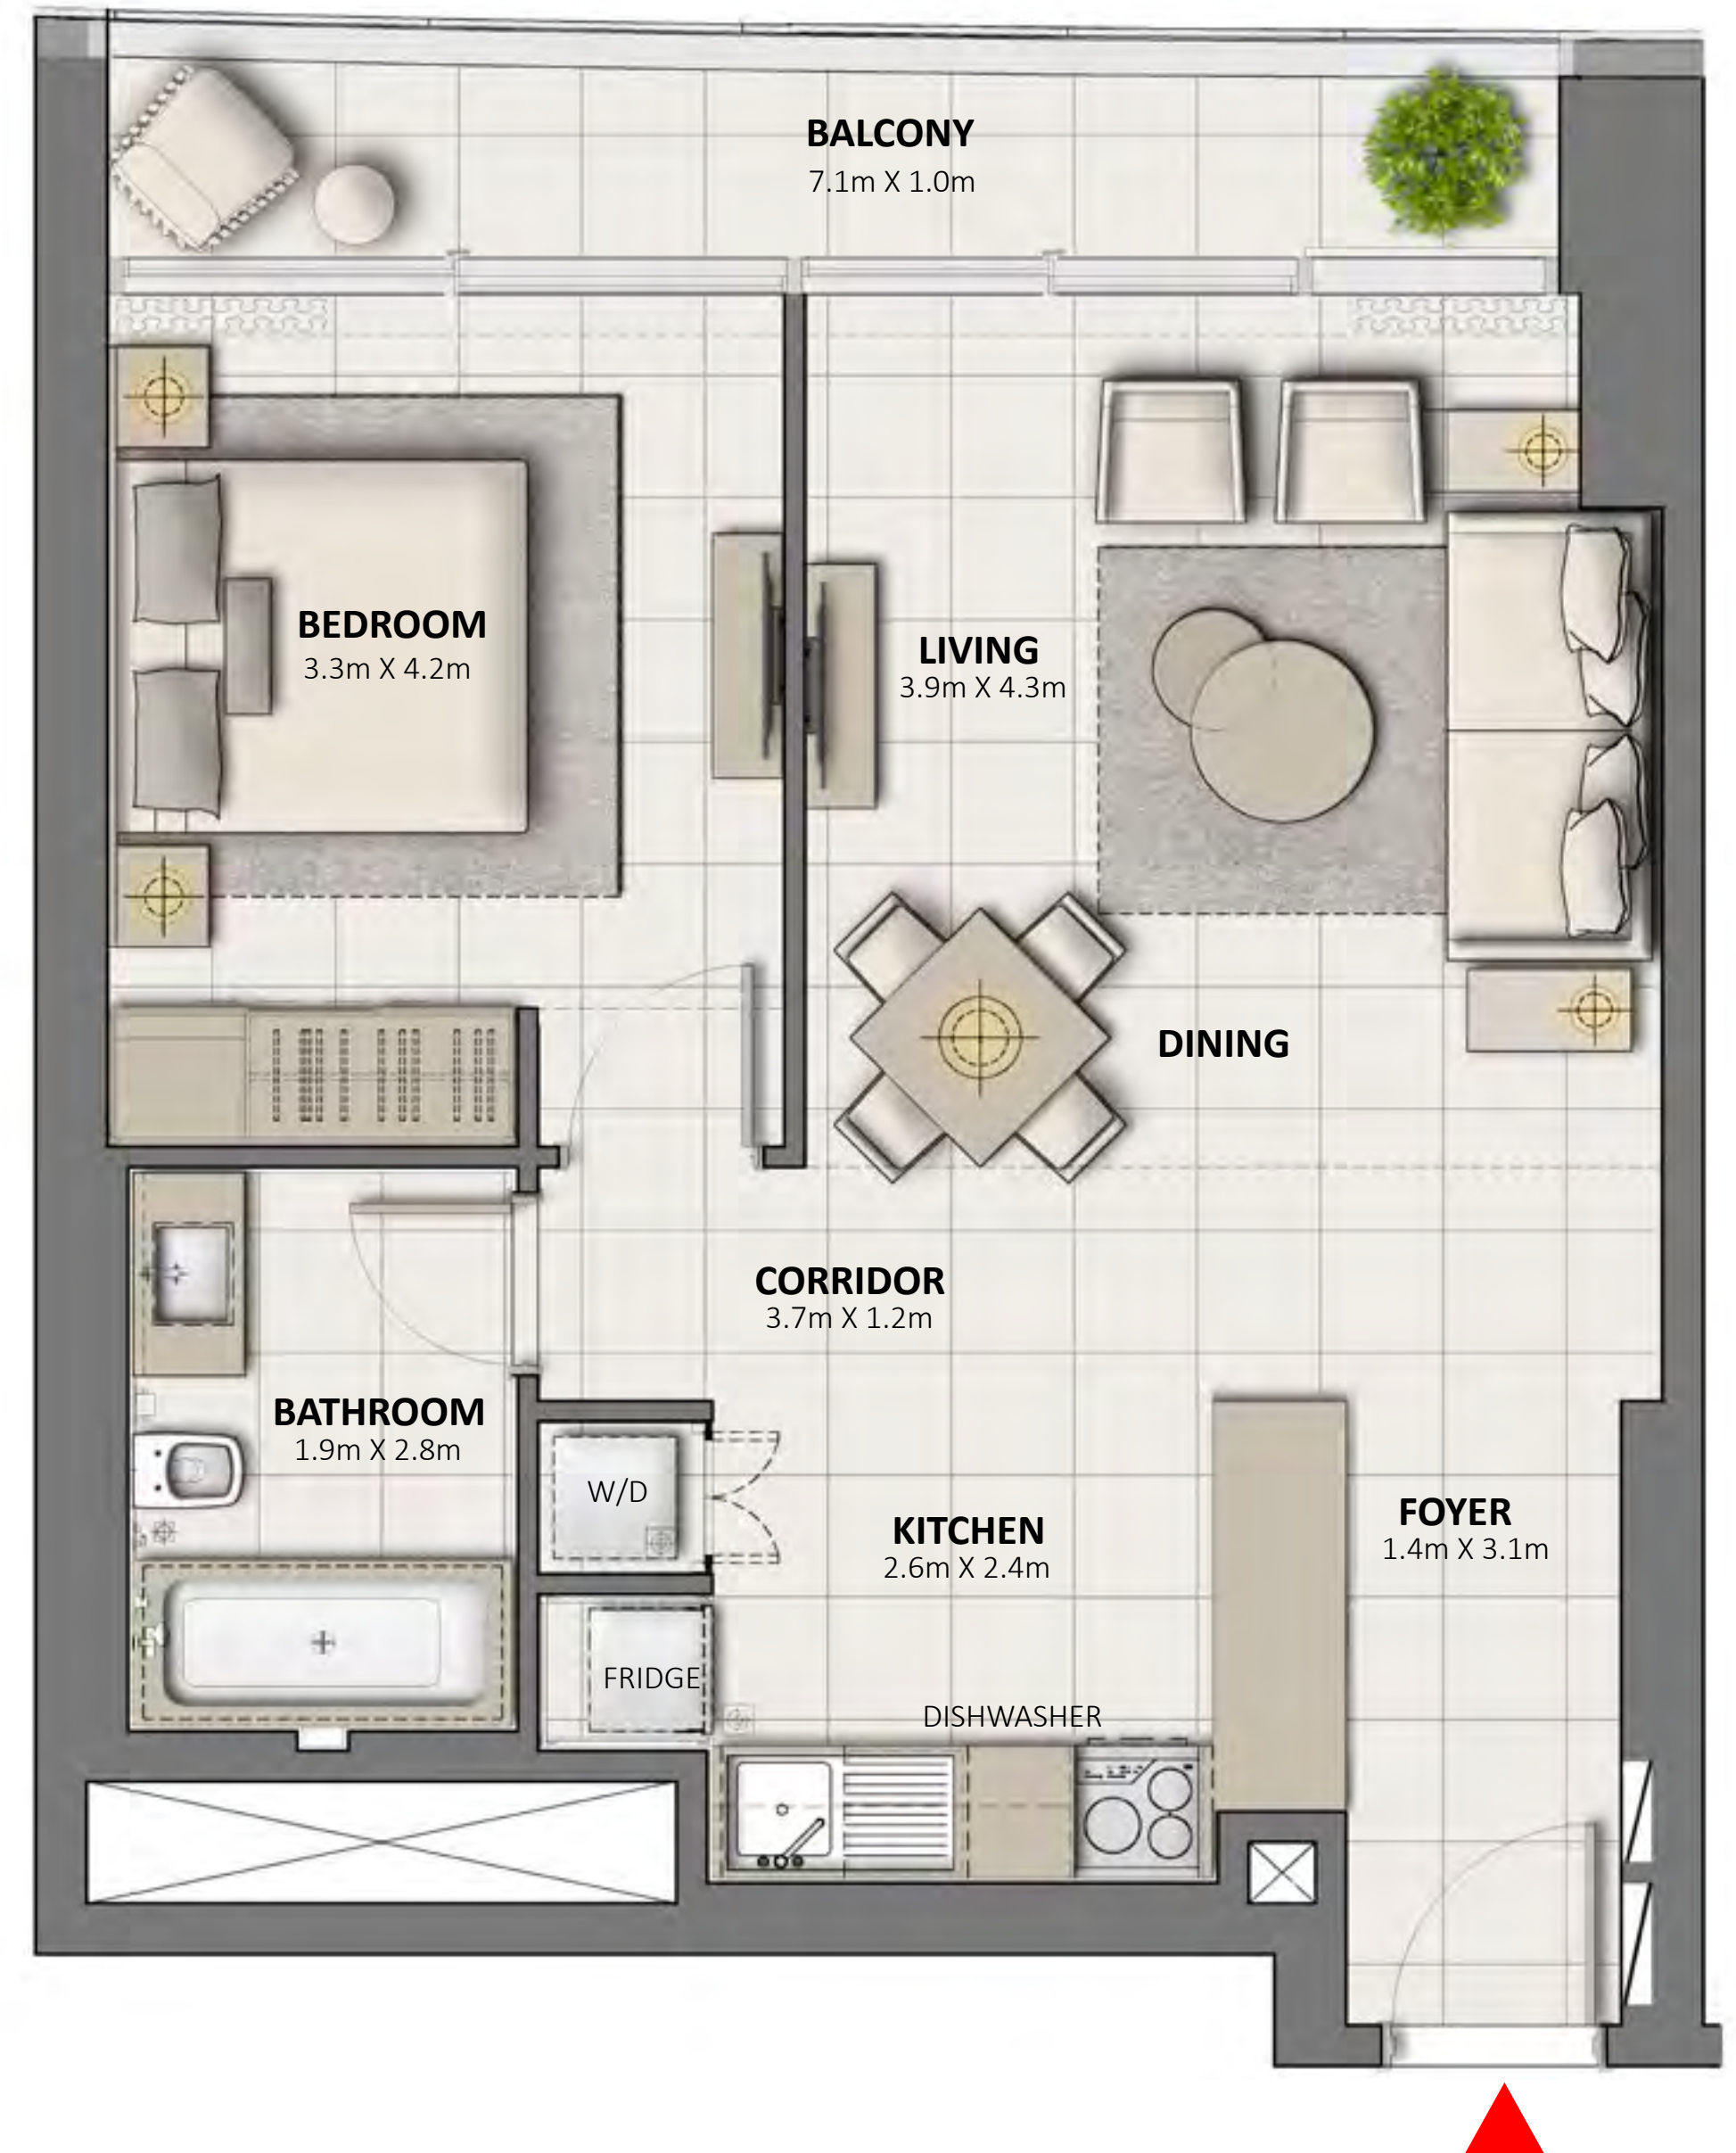 BALCONY
7.1m X 1.0m
BEDROOM
3.3m X 4.2m
LIVING
3.9m X 4.3m
DINING
CORRIDOR
3.7m X 1.2m
BATHROOM
1.9m X 2.8m
W/D
KITCHEN
2.6m X 2.4m
FOYER
1.4m X 3.1m
FRIDGE
DISHWASHER